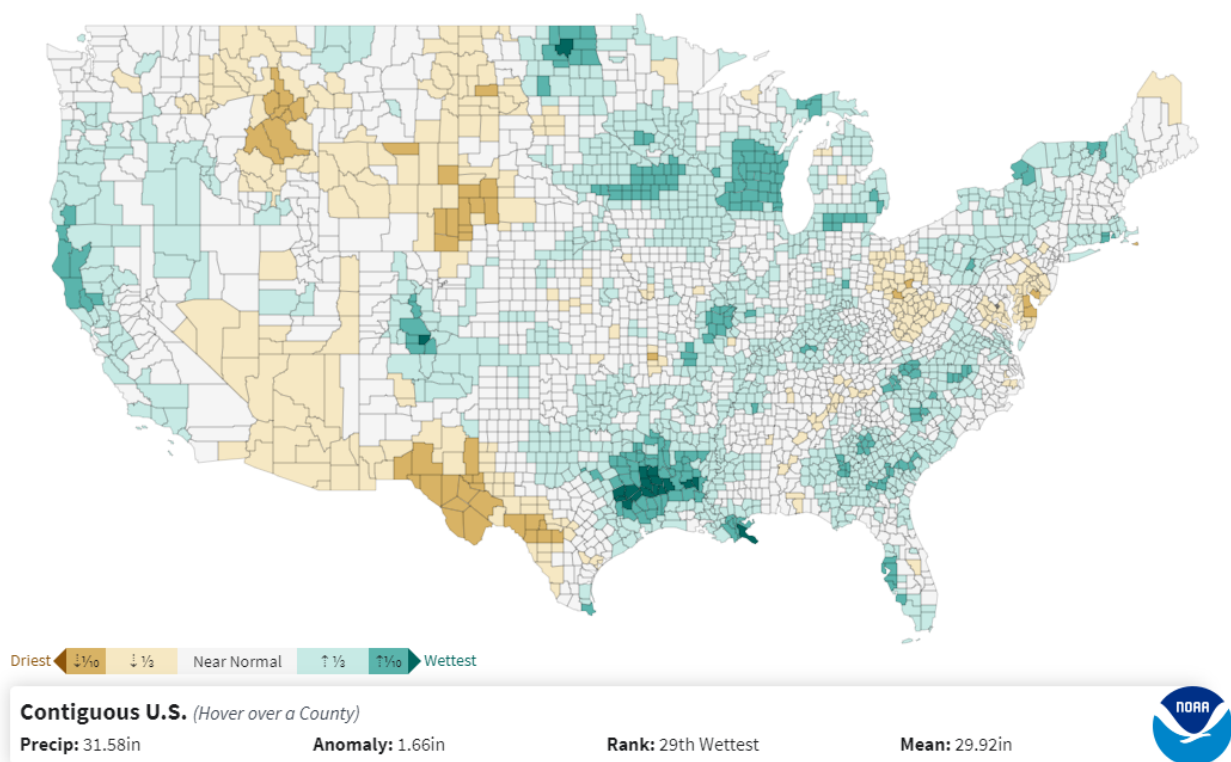 Driest ↓⅒ ↓⅓ Near Normal ↑⅓ ↑⅒ Wettest
Contiguous U.S. (Hover over a County)
NOAA
Precip: 31.58in Anomaly: 1.66in Rank: 29th Wettest Mean: 29.92in